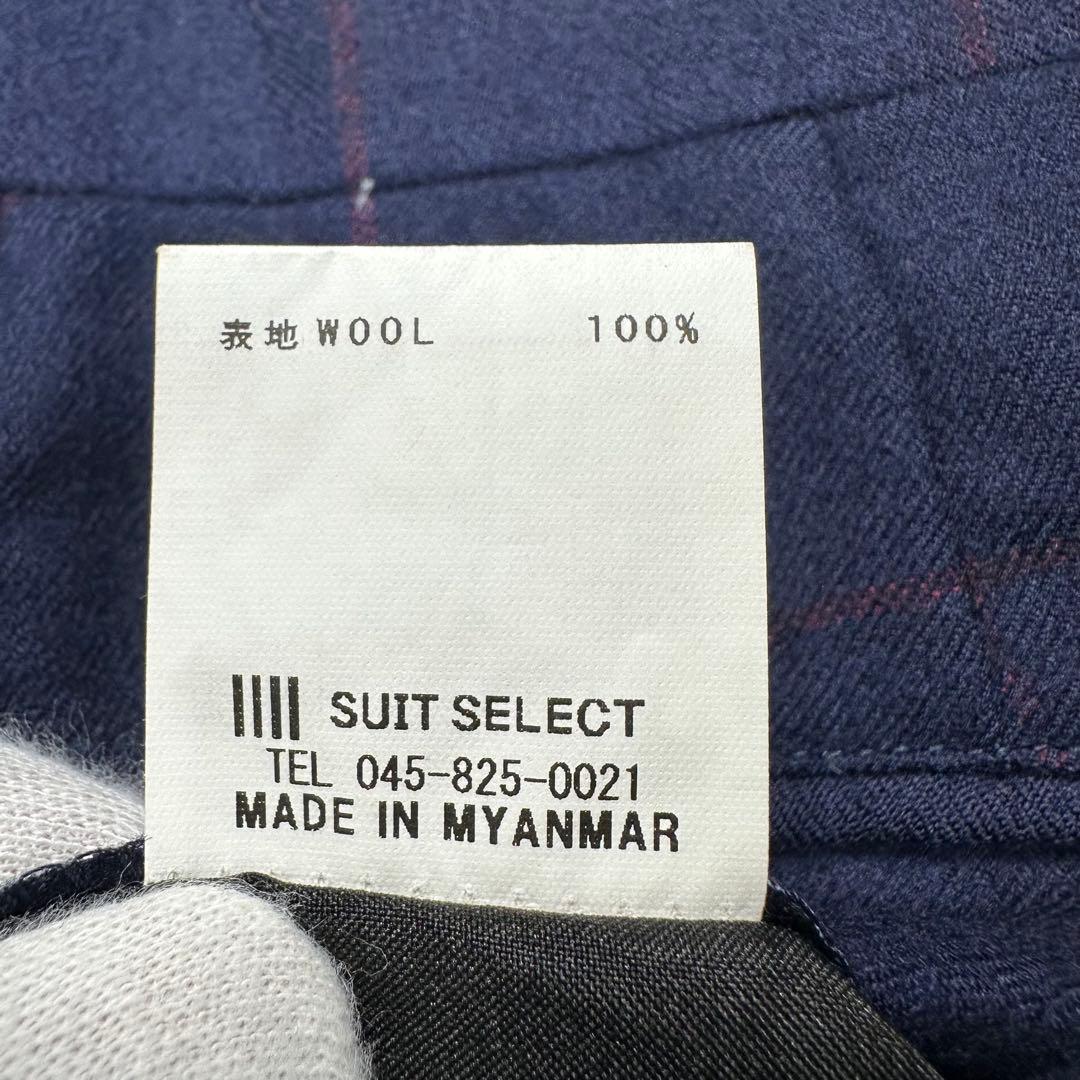 表地 WOOL 100%
SUIT SELECT
TEL 045-825-0021
MADE IN MYANMAR